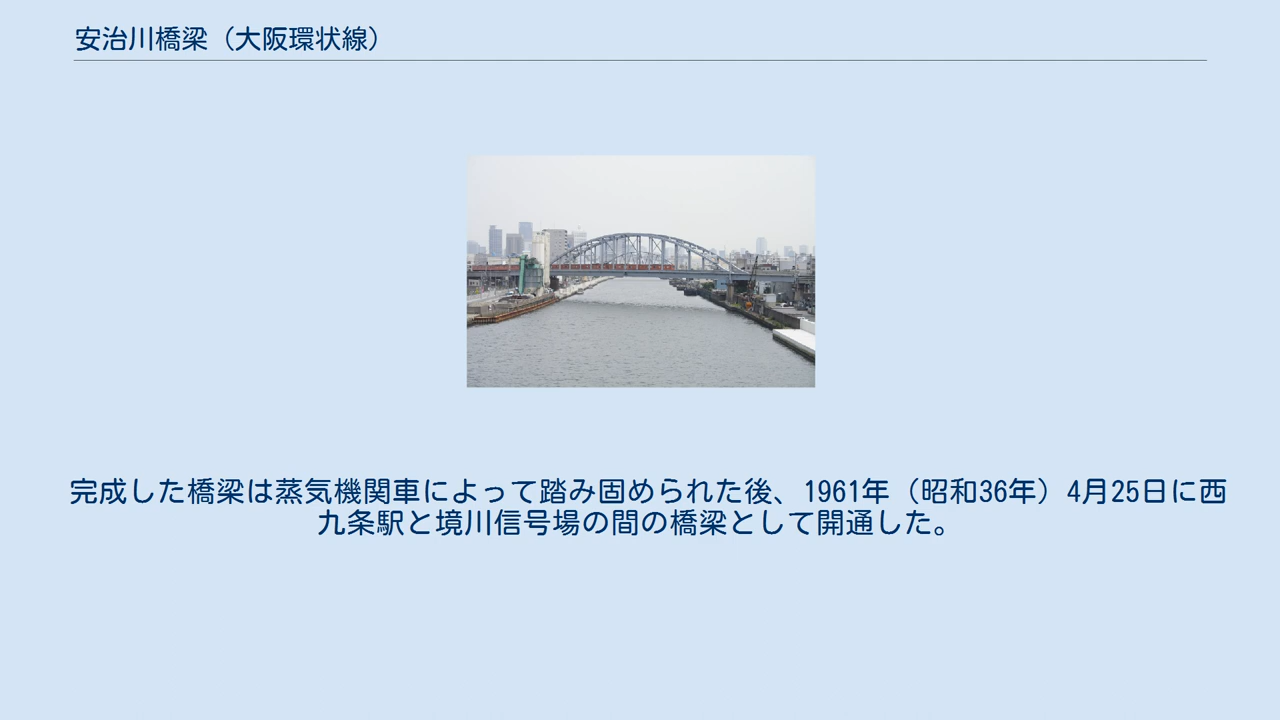 安治川橋梁（大阪環状線）
完成した橋梁は蒸気機関車によって踏み固められた後、1961年（昭和36年）4月25日に西
九条駅と境川信号場の間の橋梁として開通した。